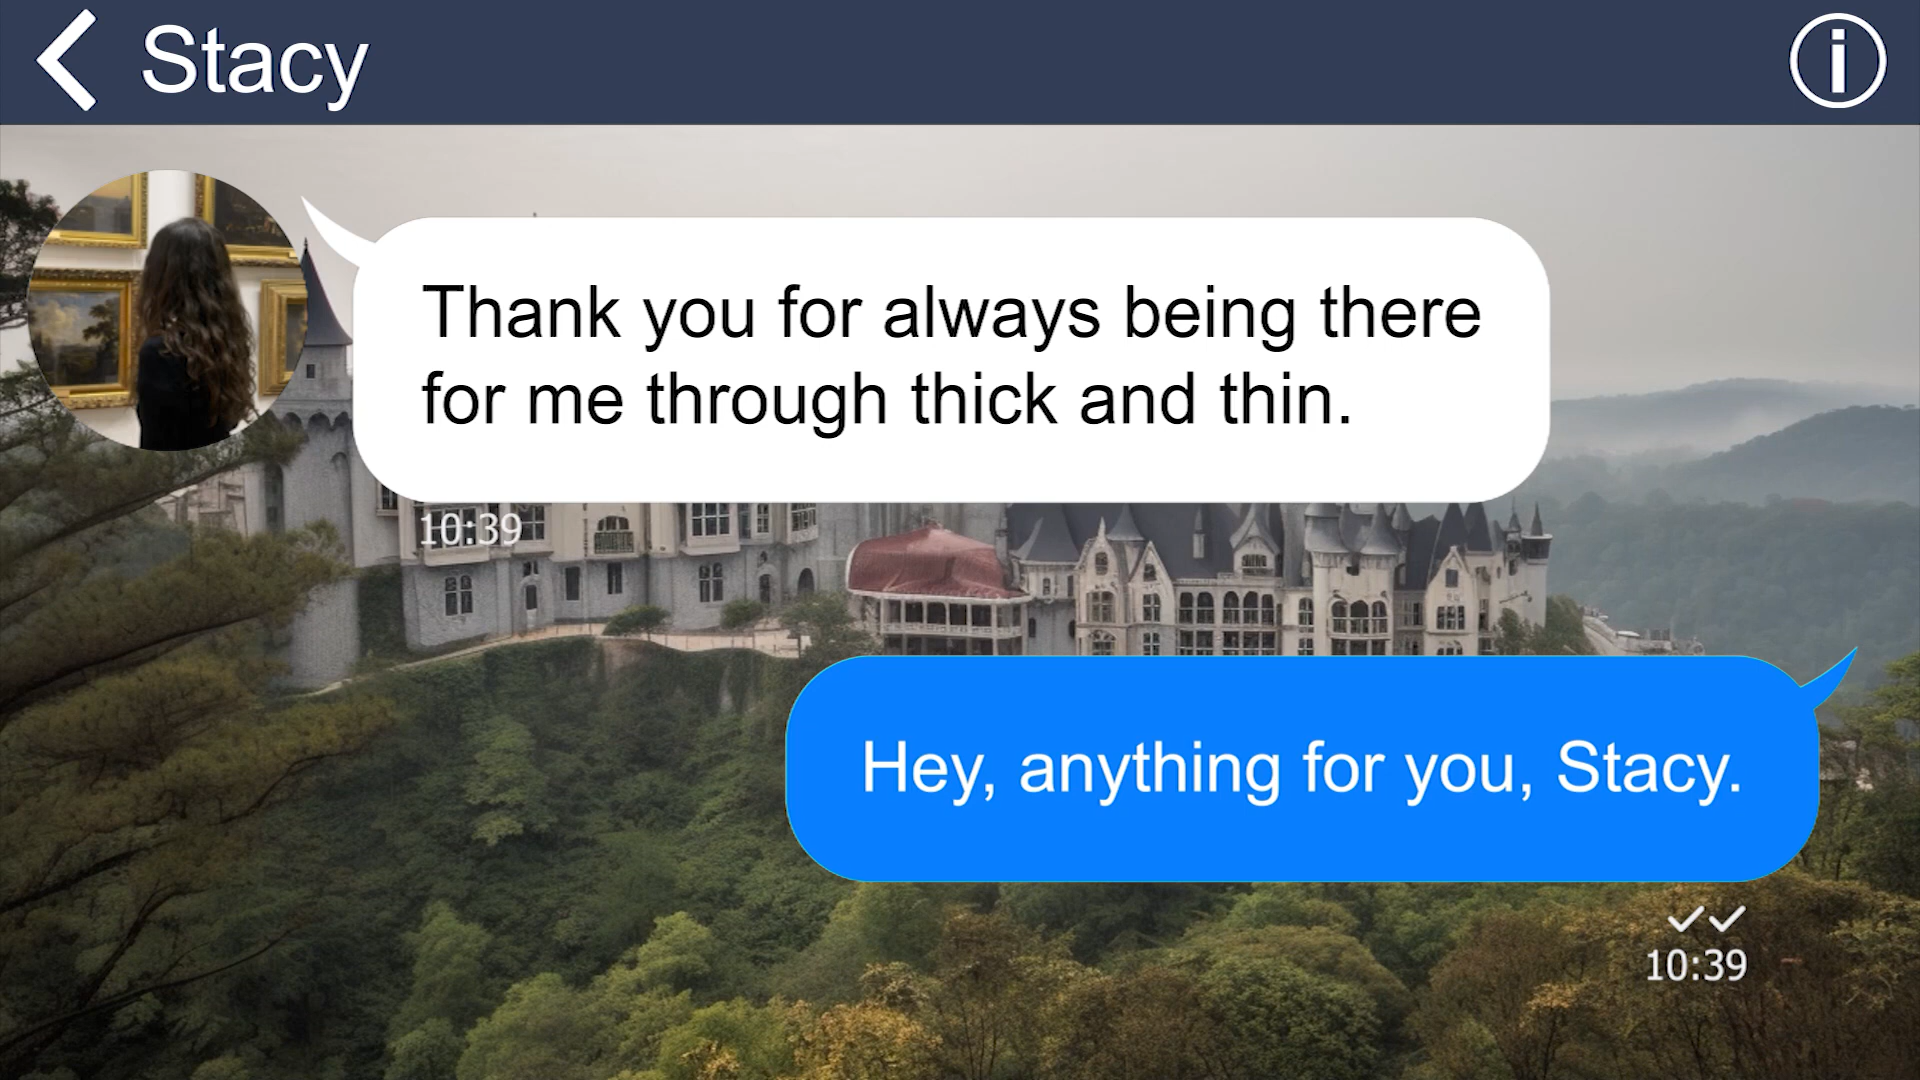 Stacy
Thank you for always being there
for me through thick and thin.
10:39
Hey, anything for you, Stacy.
10:39